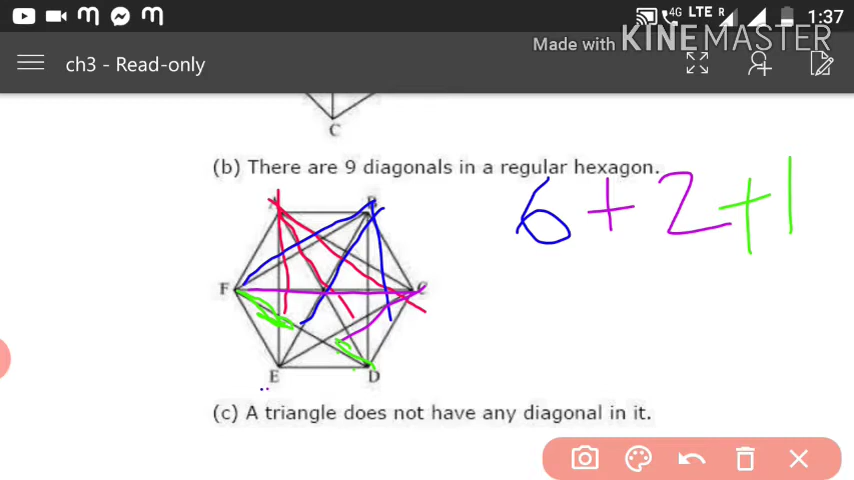 4G LTE R 1:37
Made with KINEMASTER
ch3 - Read-only
C
(b) There are 9 diagonals in a regular hexagon.
6 + 2 + 1
A B
F C
E D
(c) A triangle does not have any diagonal in it.